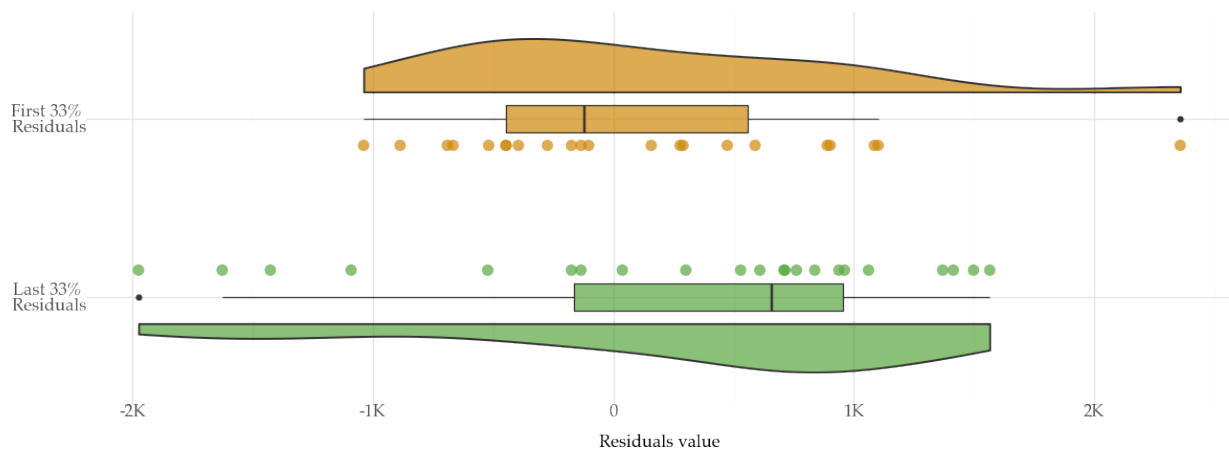 First 33%
Residuals
Last 33%
Residuals
-2K -1K 0 1K 2K
Residuals value